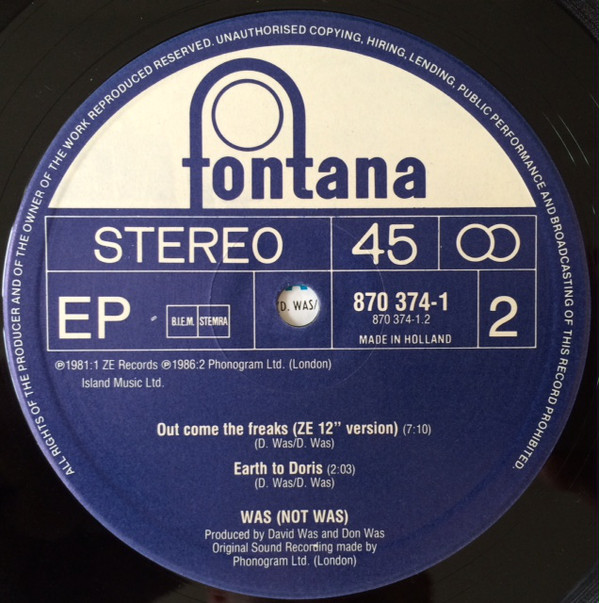 ALL RIGHTS OF THE PRODUCER AND OF THE OWNER OF THE WORK REPRODUCED RESERVED. UNAUTHORISED COPYING, HIRING, LENDING, PUBLIC PERFORMANCE AND BROADCASTING OF THIS RECORD PROHIBITED.
fontana
STEREO 45
EP B.I.E.M. STEMRA D. WAS/ 870 374-1 2
870 374-1.2
MADE IN HOLLAND
℗1981:1 ZE Records ℗1986:2 Phonogram Ltd. (London)
Island Music Ltd.
Out come the freaks (ZE 12” version) (7:10)
(D. Was/D. Was)
Earth to Doris (2:03)
(D. Was/D. Was)
WAS (NOT WAS)
Produced by David Was and Don Was
Original Sound Recording made by
Phonogram Ltd. (London)